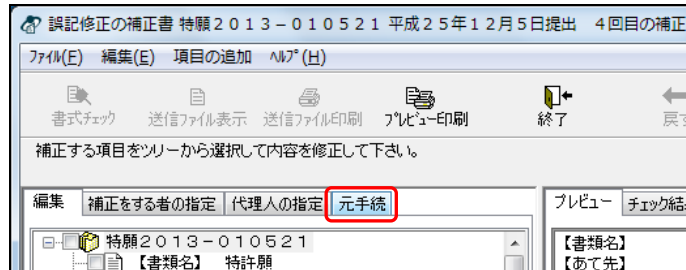 誤記修正の補正書 特願２０１３－０１０５２１ 平成２５年１２月５日提出 ４回目の補正
ﾌｧｲﾙ(F) 編集(E) 項目の追加 ﾍﾙﾌﾟ(H)
書式ﾁｪｯｸ 送信ﾌｧｲﾙ表示 送信ﾌｧｲﾙ印刷 ﾌﾟﾚﾋﾞｭｰ印刷 終了 戻す
補正する項目をツリーから選択して内容を修正して下さい。
編集 補正をする者の指定 代理人の指定 元手続 プレビュー チェック結
特願２０１３－０１０５２１ 【書類名】
【書類名】 特許願 【あて先】